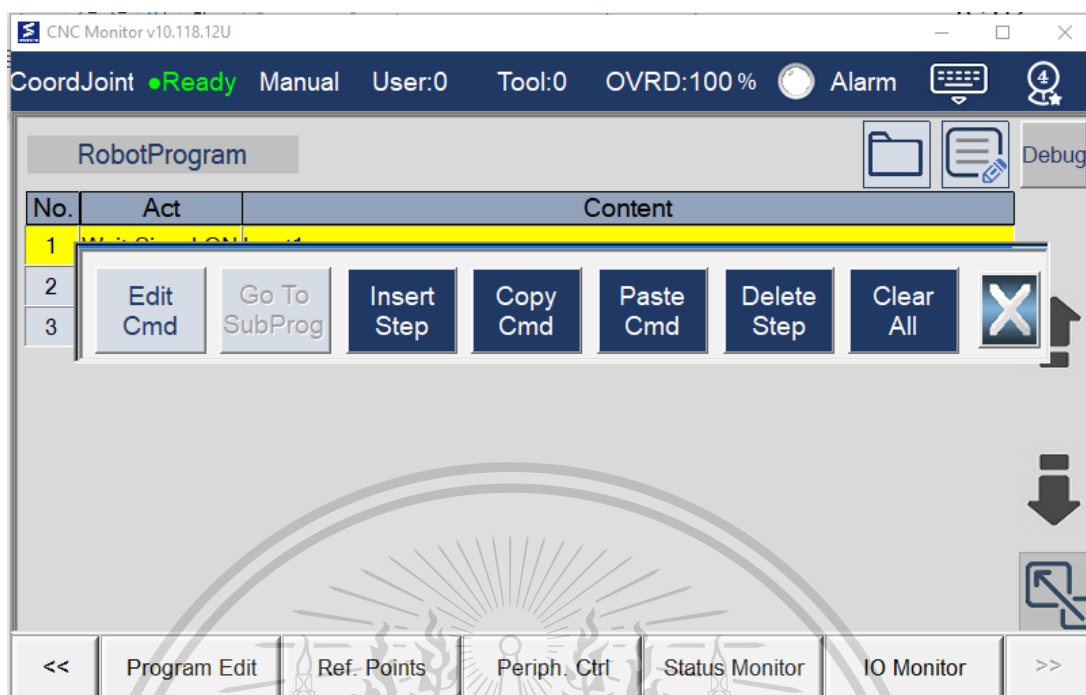 CNC Monitor v10.118.12U
CoordJoint Ready Manual User:0 Tool:0 OVRD:100 % Alarm 4
RobotProgram Debug
No. Act Content
1
2
3
Edit Cmd
Go To SubProg
Insert Step
Copy Cmd
Paste Cmd
Delete Step
Clear All
X
<< Program Edit Ref. Points Periph. Ctrl Status Monitor IO Monitor >>